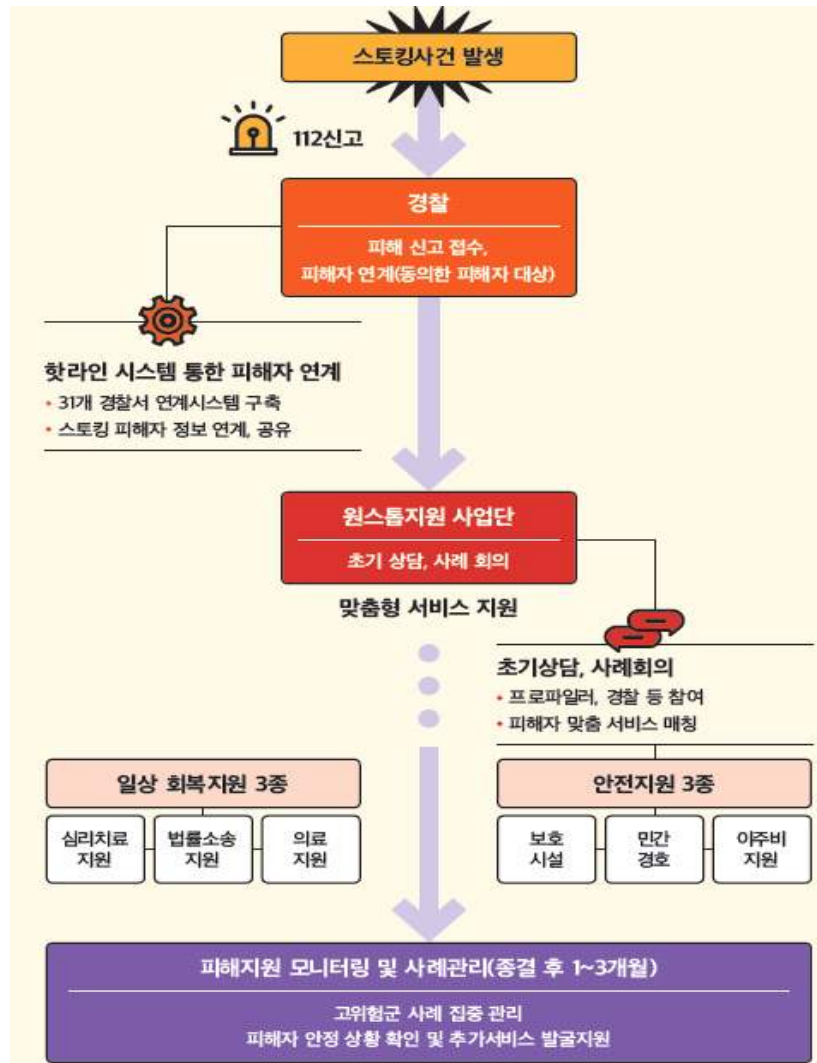 스토킹사건 발생
112신고
경찰
피해 신고 접수,
피해자 연계(동의한 피해자 대상)
핫라인 시스템 통한 피해자 연계
• 31개 경찰서 연계시스템 구축
• 스토킹 피해자 정보 연계, 공유
원스톱지원 사업단
초기 상담, 사례 회의
맞춤형 서비스 지원
초기상담, 사례회의
• 프로파일러, 경찰 등 참여
• 피해자 맞춤 서비스 매칭
일상 회복지원 3종
심리치료
지원
법률소송
지원
의료
지원
안전지원 3종
보호
시설
민간
경호
이주비
지원
피해지원 모니터링 및 사례관리(종결 후 1~3개월)
고위험군 사례 집중 관리
피해자 안정 상황 확인 및 추가서비스 발굴지원